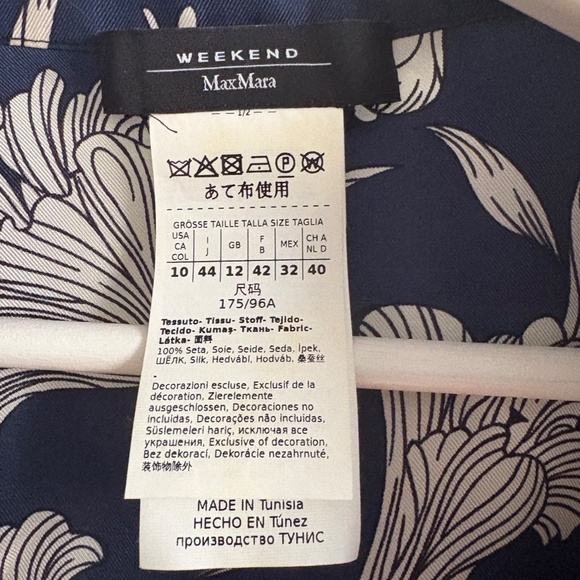 WEEKEND
MaxMara
— 1/2 — —
あて布使用
GRÖSSE TAILLE TALLA SIZE TAGLIA
USA CA COL | I J | GB | F B | MEX | CH A NL D
10 | 44 | 12 | 42 | 32 | 40
尺码
175/96A
Tessuto- Tissu- Stoff- Tejido-
Tecido- Kumaş- Ткань- Fabric-
Látka- 面料
100% Seta, Soie, Seide, Seda, İpek,
ШЁЛК, Silk, Hedvábí, Hodváb, 桑蚕丝
-
Decorazioni escluse, Exclusif de la
décoration, Zierelemente
ausgeschlossen, Decoraciones no
incluidas, Decorações não incluidas,
Süslemeleri hariç, исключая все
украшения, Exclusive of decoration,
Bez dekorací, Dekorácie nezahrnuté,
装饰物除外
MADE IN Tunisia
HECHO EN Túnez
производство ТУНИС